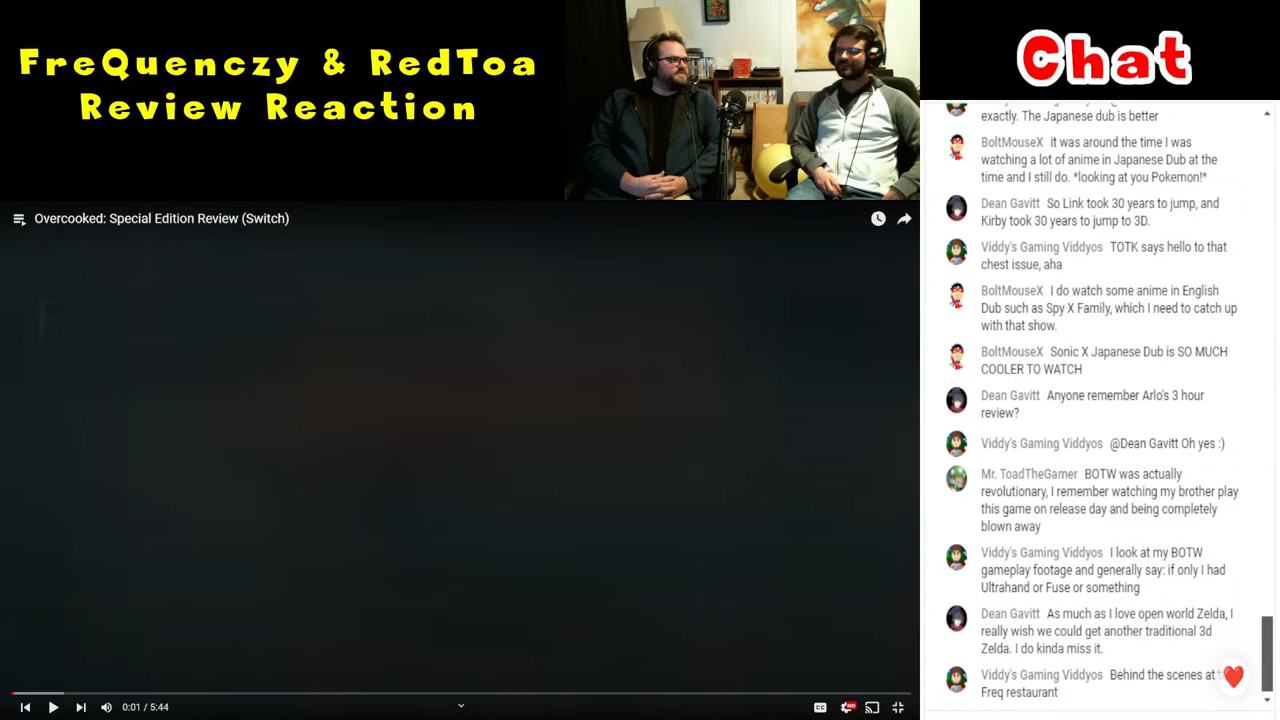 FreQuenczy & RedToa
Review Reaction
Chat
Overcooked: Special Edition Review (Switch)
0:01 / 5:44
HD
CC
exactly. The Japanese dub is better
BoltMouseX it was around the time I was
watching a lot of anime in Japanese Dub at the
time and I still do. *looking at you Pokemon!*
Dean Gavitt So Link took 30 years to jump, and
Kirby took 30 years to jump to 3D.
Viddy's Gaming Viddyos TOTK says hello to that
chest issue, aha
BoltMouseX I do watch some anime in English
Dub such as Spy X Family, which I need to catch up
with that show.
BoltMouseX Sonic X Japanese Dub is SO MUCH
COOLER TO WATCH
Dean Gavitt Anyone remember Arlo's 3 hour
review?
Viddy's Gaming Viddyos @Dean Gavitt Oh yes :)
Mr. ToadTheGamer BOTW was actually
revolutionary, I remember watching my brother play
this game on release day and being completely
blown away
Viddy's Gaming Viddyos I look at my BOTW
gameplay footage and generally say: if only I had
Ultrahand or Fuse or something
Dean Gavitt As much as I love open world Zelda, I
really wish we could get another traditional 3d
Zelda. I do kinda miss it.
Viddy's Gaming Viddyos Behind the scenes at
Freq restaurant